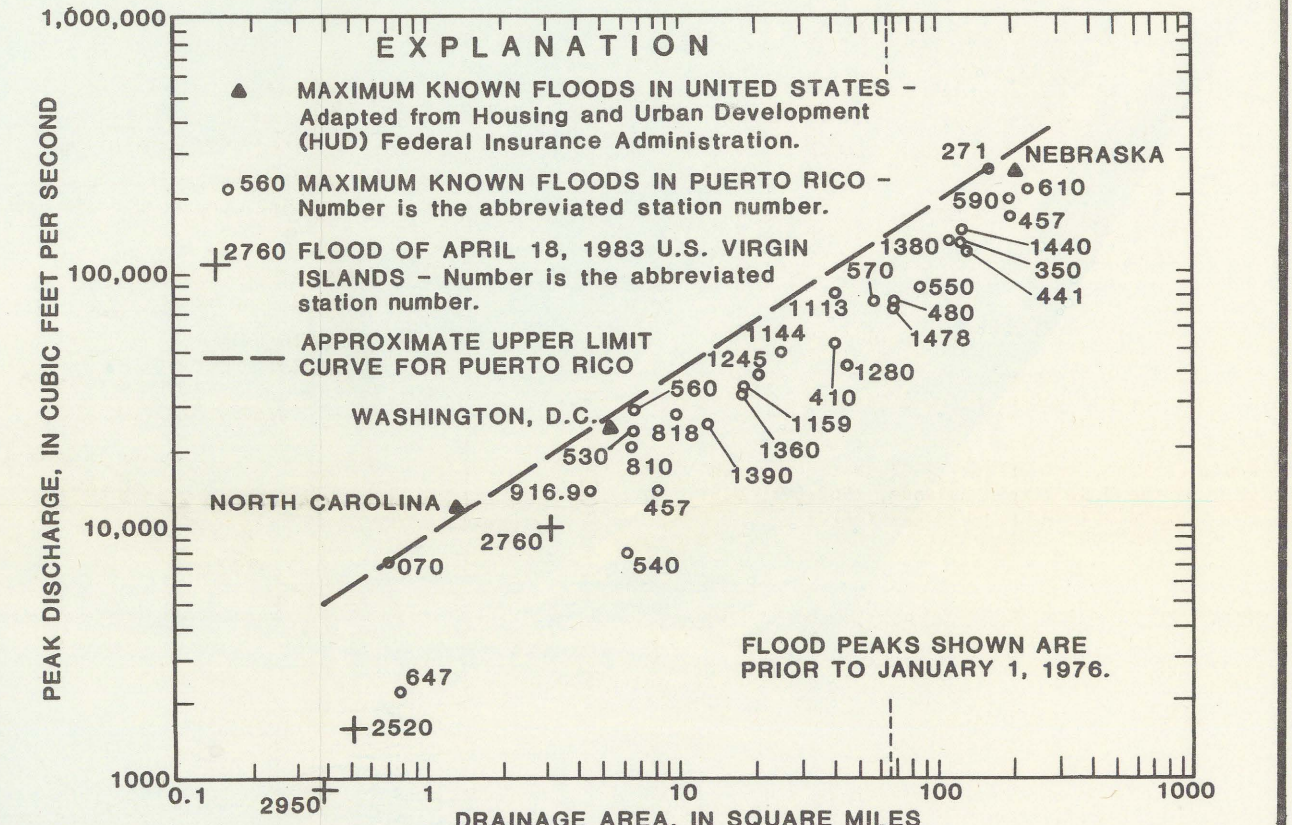 1,000,000
EXPLANATION
MAXIMUM KNOWN FLOODS IN UNITED STATES –
Adapted from Housing and Urban Development
(HUD) Federal Insurance Administration.
560 MAXIMUM KNOWN FLOODS IN PUERTO RICO –
Number is the abbreviated station number.
2760 FLOOD OF APRIL 18, 1983 U.S. VIRGIN
ISLANDS – Number is the abbreviated
station number.
APPROXIMATE UPPER LIMIT
CURVE FOR PUERTO RICO
PEAK DISCHARGE, IN CUBIC FEET PER SECOND
100,000
10,000
1000
271
NEBRASKA
610
590
457
1380
1440
350
441
570
550
480
1478
1113
1144
1245
410
1280
560
1159
1360
WASHINGTON, D.C.
818
530
810
1390
916.9
457
NORTH CAROLINA
2760
540
070
FLOOD PEAKS SHOWN ARE
PRIOR TO JANUARY 1, 1976.
647
2520
2950
0.1
1
10
100
1000
DRAINAGE AREA, IN SQUARE MILES